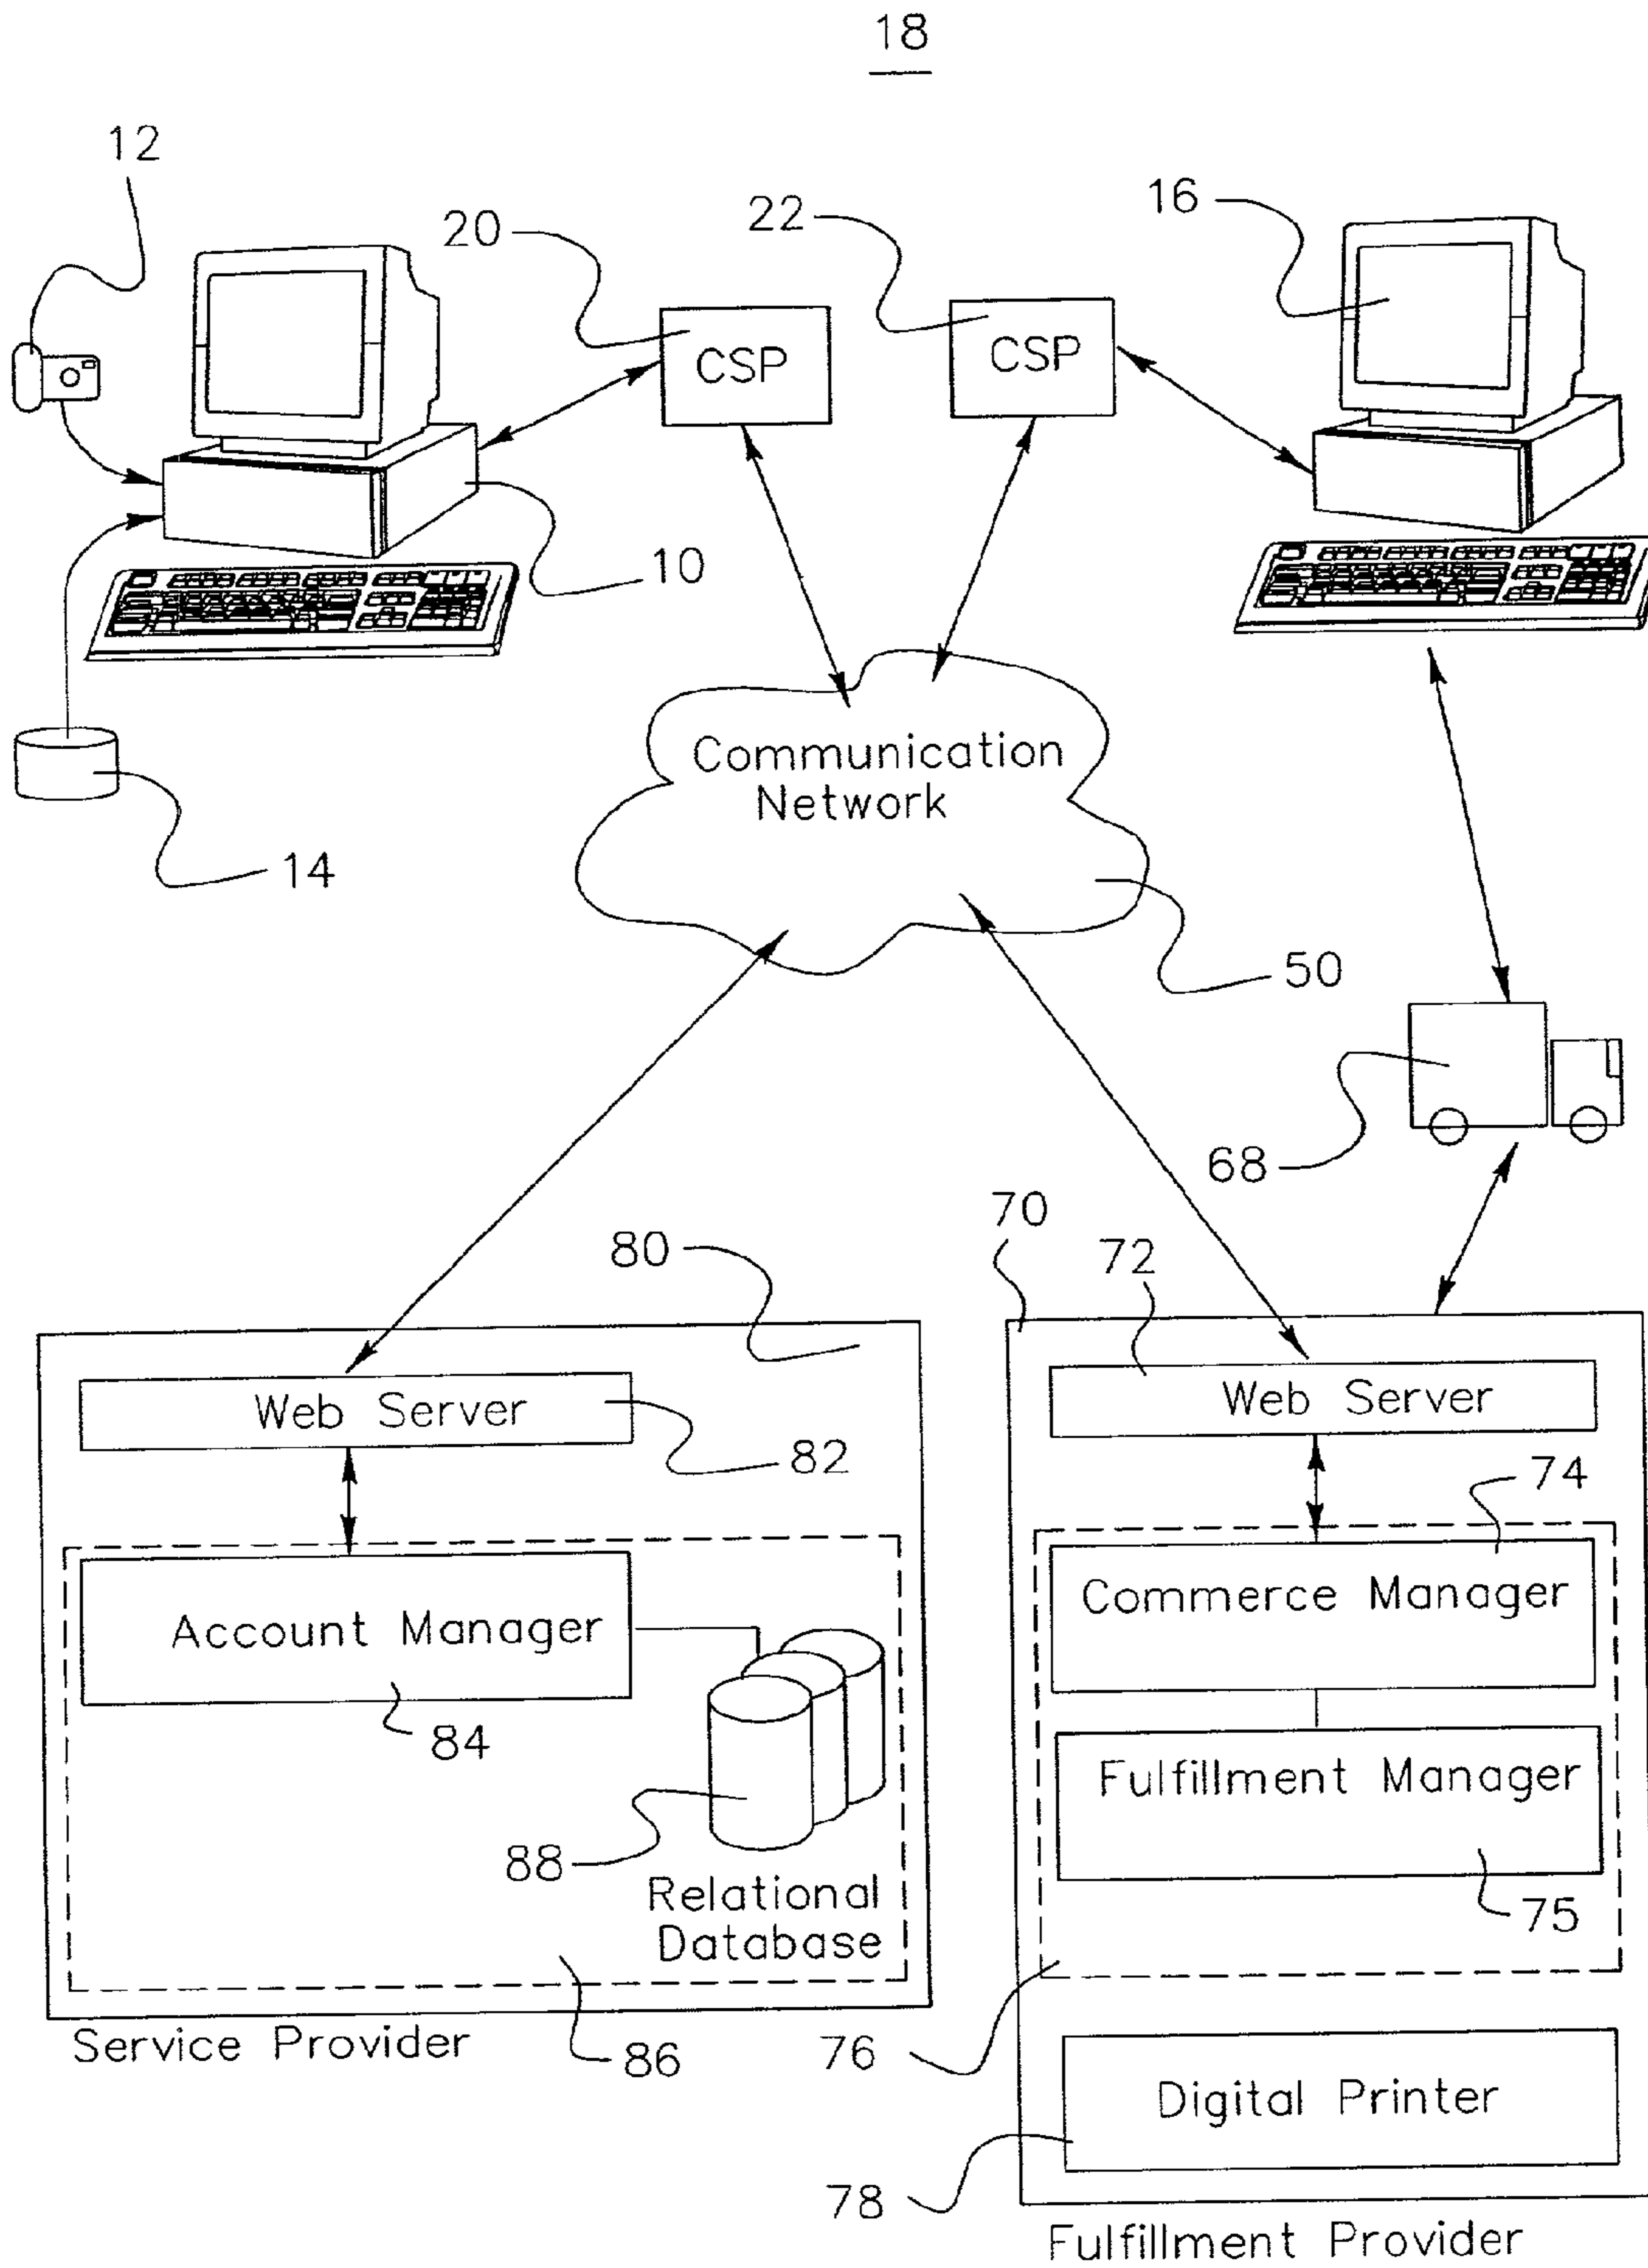 18
12
20
22
16
CSP
CSP
10
Communication
Network
14
50
68
70
80
72
Web Server
82
Web Server
74
Account Manager
84
Commerce Manager
Fulfillment Manager
88
75
Relational
Database
Service Provider
86
76
Digital Printer
78
Fulfillment Provider